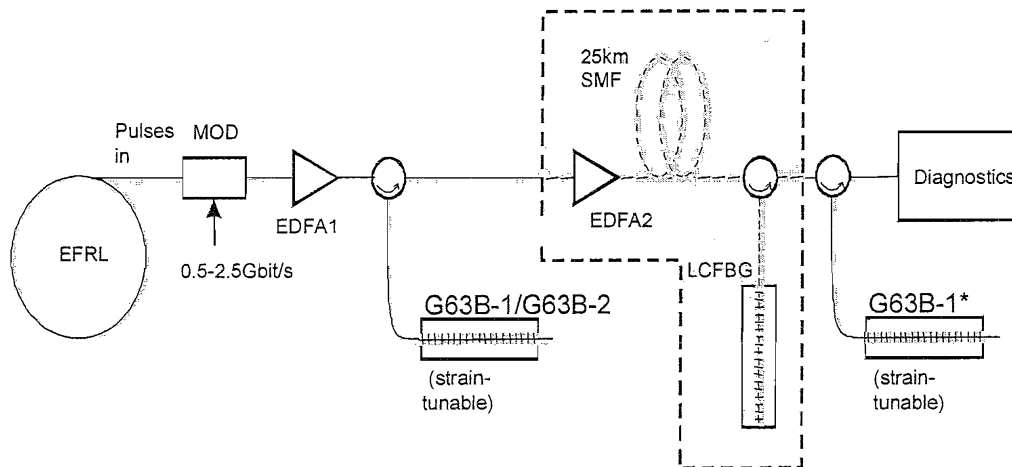 25km
SMF
Pulses
in
MOD
EFRL
EDFA1
EDFA2
Diagnostics
0.5-2.5Gbit/s
LCFBG
G63B-1/G63B-2
G63B-1*
(strain-
tunable)
(strain-
tunable)